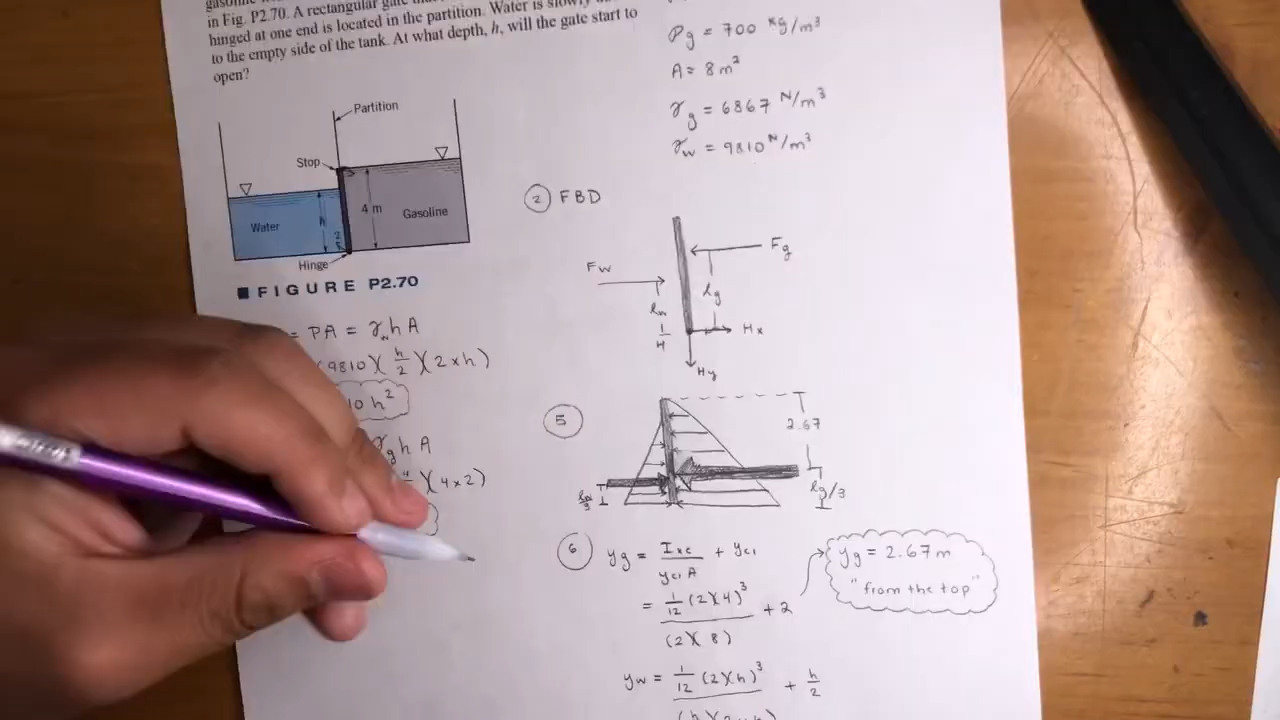 in Fig. P2.70. A rectangular gate
hinged at one end is located in the partition. Water is slowly
to the empty side of the tank. At what depth, h, will the gate start to
open?
Partition
Stop
Water
h
2
4 m
Gasoline
Hinge
FIGURE P2.70
= PA = γw h A
(9810)(h/2)(2×h)
10 h²
γg h A
)(4×2)
ρg = 700 kg/m³
A = 8 m²
γg = 6867 N/m³
γw = 9810 N/m³
② FBD
Fw
Fg
lg
lw
H
Hx
Hy
⑤
2.67
lg/3
⑥ yg = Ixc / yc1 A + yc1
= 1/12 (2)(4)³ / (2)(8) + 2
yg = 2.67 m
"from the top"
yw = 1/12 (2)(h)³ + h/2